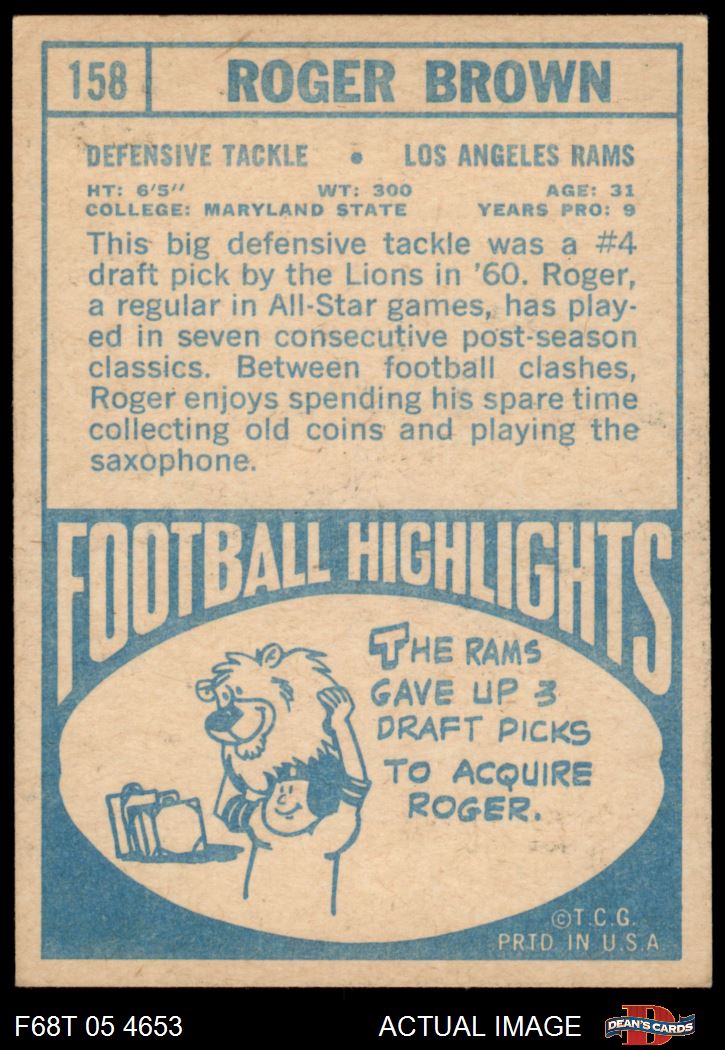 158
ROGER BROWN
DEFENSIVE TACKLE • LOS ANGELES RAMS
HT: 6'5" WT: 300 AGE: 31
COLLEGE: MARYLAND STATE YEARS PRO: 9
This big defensive tackle was a #4
draft pick by the Lions in '60. Roger,
a regular in All-Star games, has play-
ed in seven consecutive post-season
classics. Between football clashes,
Roger enjoys spending his spare time
collecting old coins and playing the
saxophone.
FOOTBALL HIGHLIGHTS
THE RAMS
GAVE UP 3
DRAFT PICKS
TO ACQUIRE
ROGER.
©T.C.G.
PRTD IN U.S.A
F68T 05 4653
ACTUAL IMAGE
D
DEAN'S CARDS